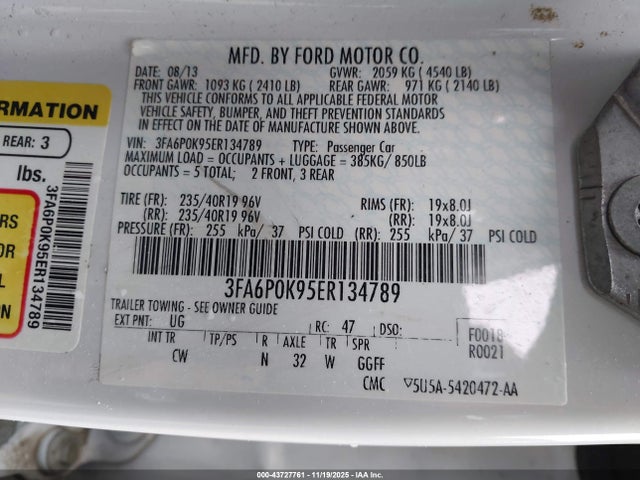 MFD. BY FORD MOTOR CO.
DATE: 08/13 GVWR: 2059 KG ( 4540 LB)
FRONT GAWR: 1093 KG ( 2410 LB) REAR GAWR: 971 KG ( 2140 LB)
THIS VEHICLE CONFORMS TO ALL APPLICABLE FEDERAL MOTOR
VEHICLE SAFETY, BUMPER, AND THEFT PREVENTION STANDARDS
IN EFFECT ON THE DATE OF MANUFACTURE SHOWN ABOVE.
VIN: 3FA6P0K95ER134789 TYPE: Passenger Car
MAXIMUM LOAD = OCCUPANTS + LUGGAGE = 385KG/ 850LB
OCCUPANTS = 5 TOTAL; 2 FRONT, 3 REAR
TIRE (FR): 235/40R19 96V RIMS (FR): 19x8.0J
(RR): 235/40R19 96V (RR): 19x8.0J
PRESSURE (FR): 255 kPa/ 37 PSI COLD (RR): 255 kPa/ 37 PSI COLD
3FA6P0K95ER134789
TRAILER TOWING - SEE OWNER GUIDE
EXT PNT: UG RC: 47 DSO: F0018
R0021
INT TR TP/PS R AXLE TR SPR
CW N 32 W GGFF
CMC 5U5A-5420472-AA
ORMATION
REAR: 3
lbs.
3FA6P0K95ER134789
ERS
OR
L
ION
© 43727761 - 11/19/2025 - IAAI.COM